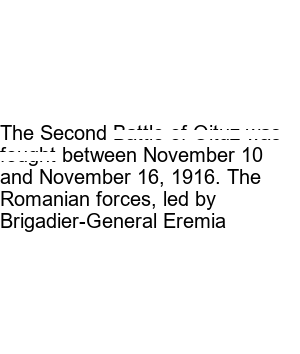 The Second
between November 10
and November 16, 1916. The
Romanian forces, led by
Brigadier-General Eremia